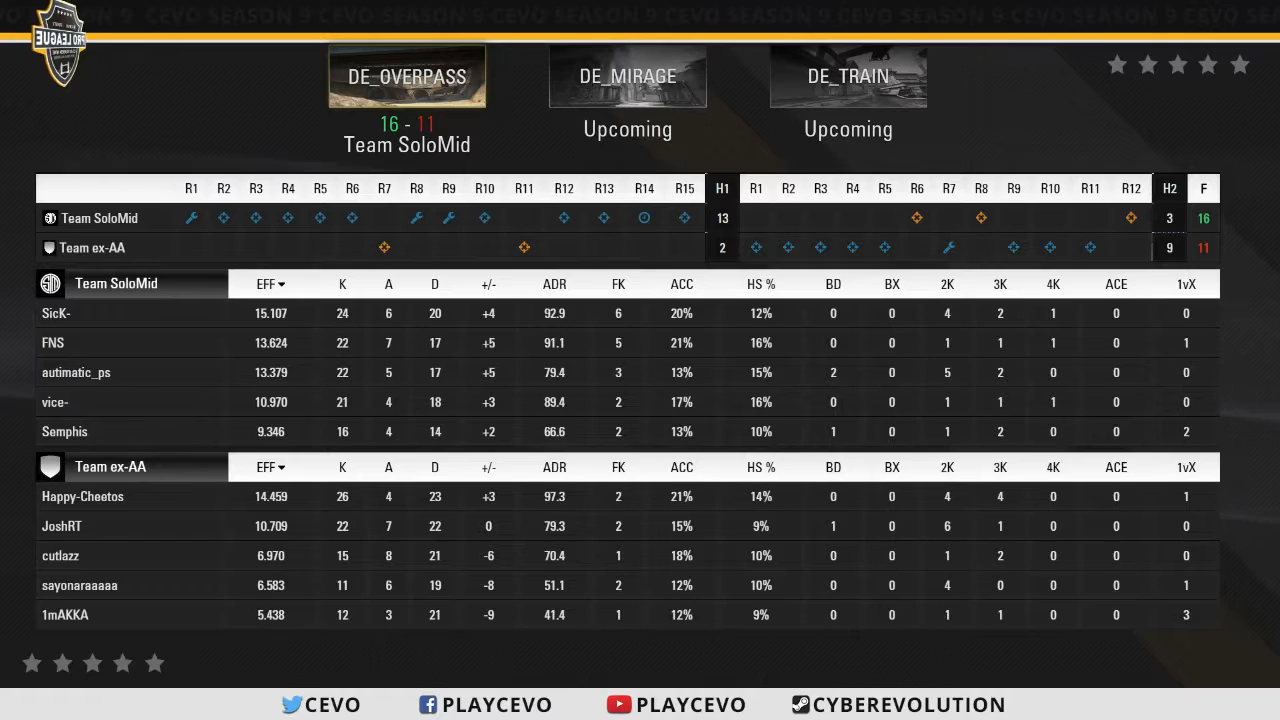 CEVO SEASON 9 CEVO SEASON 9 CEVO SEASON 9 CEVO SEASON 9 CEVO SEASON 9
PRO LEAGUE
DE_OVERPASS DE_MIRAGE DE_TRAIN
16 - 11 Upcoming Upcoming
Team SoloMid
R1 R2 R3 R4 R5 R6 R7 R8 R9 R10 R11 R12 R13 R14 R15 H1 R1 R2 R3 R4 R5 R6 R7 R8 R9 R10 R11 R12 H2 F
Team SoloMid 13 3 16
Team ex-AA 2 9 11
Team SoloMid EFF K A D +/- ADR FK ACC HS % BD BX 2K 3K 4K ACE 1vX
SicK- 15.107 24 6 20 +4 92.9 6 20% 12% 0 0 4 2 1 0 0
FNS 13.624 22 7 17 +5 91.1 5 21% 16% 0 0 1 1 1 0 1
autimatic_ps 13.379 22 5 17 +5 79.4 3 13% 15% 2 0 5 2 0 0 0
vice- 10.970 21 4 18 +3 89.4 2 17% 16% 0 0 1 1 1 0 0
Semphis 9.346 16 4 14 +2 66.6 2 13% 10% 1 0 1 2 0 0 2
Team ex-AA EFF K A D +/- ADR FK ACC HS % BD BX 2K 3K 4K ACE 1vX
Happy-Cheetos 14.459 26 4 23 +3 97.3 2 21% 14% 0 0 4 4 0 0 1
JoshRT 10.709 22 7 22 0 79.3 2 15% 9% 1 0 6 1 0 0 0
cutlazz 6.970 15 8 21 -6 70.4 1 18% 10% 0 0 1 2 0 0 0
sayonaraaaaa 6.583 11 6 19 -8 51.1 2 12% 10% 0 0 4 0 0 0 1
1mAKKA 5.438 12 3 21 -9 41.4 1 12% 9% 0 0 1 1 0 0 3
CEVO PLAYCEVO PLAYCEVO CYBEREVOLUTION